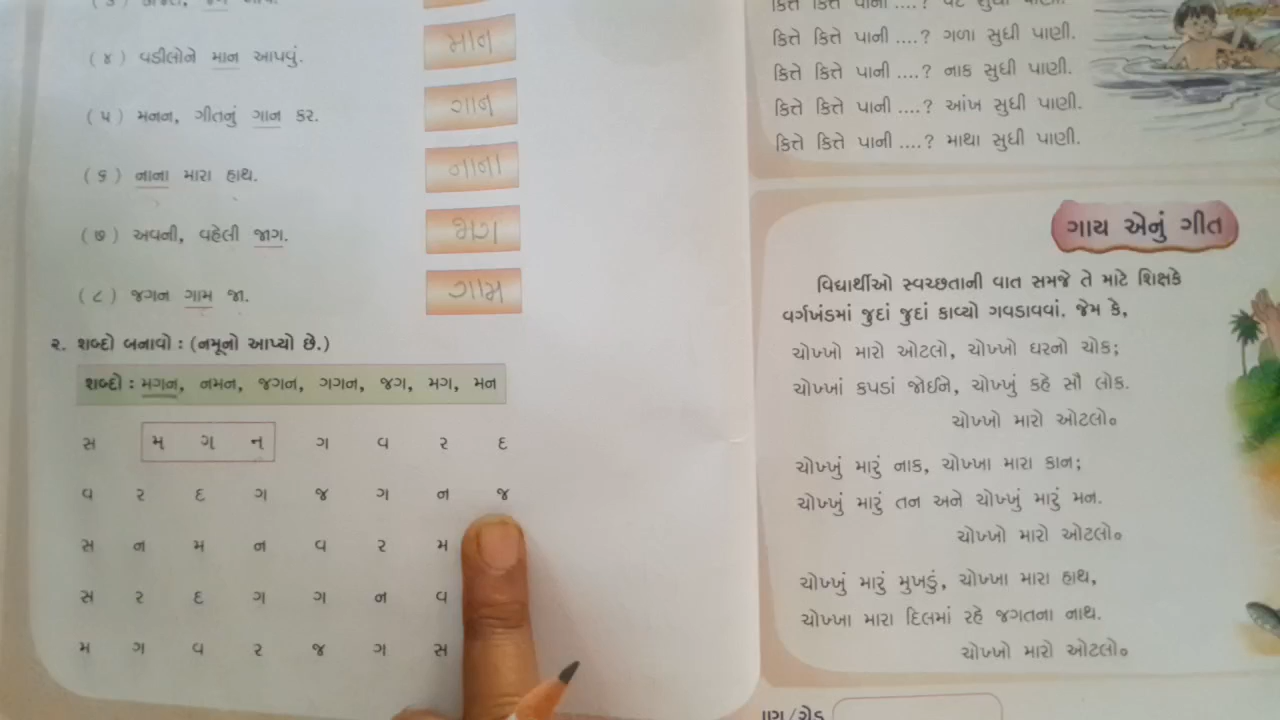 (૪) વડીલોને માન આપવું. માન
(૫) મનન, ગીતનું ગાન કર. ગાન
(૬) નાના મારા હાથ. નાના
(૭) અવની, વહેલી જાગ. જાગ
(૮) જગન ગામ જા. ગામ
૨. શબ્દો બનાવો : (નમૂનો આપ્યો છે.)
શબ્દો : મગન, નમન, જગન, ગગન, જગ, મગ, મન
સ મ ગ ન ગ વ ર દ
વ ર દ ગ જ ગ ન જ
સ ન મ ન વ ર મ
સ ર દ ગ ગ ન વ
મ ગ વ ર જ ગ સ
કિત્તે કિત્તે પાની ....? પેટ સુધી પાણી.
કિત્તે કિત્તે પાની ....? ગળા સુધી પાણી.
કિત્તે કિત્તે પાની ....? નાક સુધી પાણી.
કિત્તે કિત્તે પાની ....? આંખ સુધી પાણી.
કિત્તે કિત્તે પાની ....? માથા સુધી પાણી.
ગાય એનું ગીત
વિદ્યાર્થીઓ સ્વચ્છતાની વાત સમજે તે માટે શિક્ષકે
વર્ગખંડમાં જુદાં જુદાં કાવ્યો ગવડાવવાં. જેમ કે,
ચોખ્ખો મારો ઓટલો, ચોખ્ખો ઘરનો ચોક;
ચોખ્ખાં કપડાં જોઈને, ચોખ્ખું કહે સૌ લોક.
ચોખ્ખો મારો ઓટલો૦
ચોખ્ખું મારું નાક, ચોખ્ખા મારા કાન;
ચોખ્ખું મારું તન અને ચોખ્ખું મારું મન.
ચોખ્ખો મારો ઓટલો૦
ચોખ્ખું મારું મુખડું, ચોખ્ખા મારા હાથ,
ચોખ્ખા મારા દિલમાં રહે જગતના નાથ.
ચોખ્ખો મારો ઓટલો૦